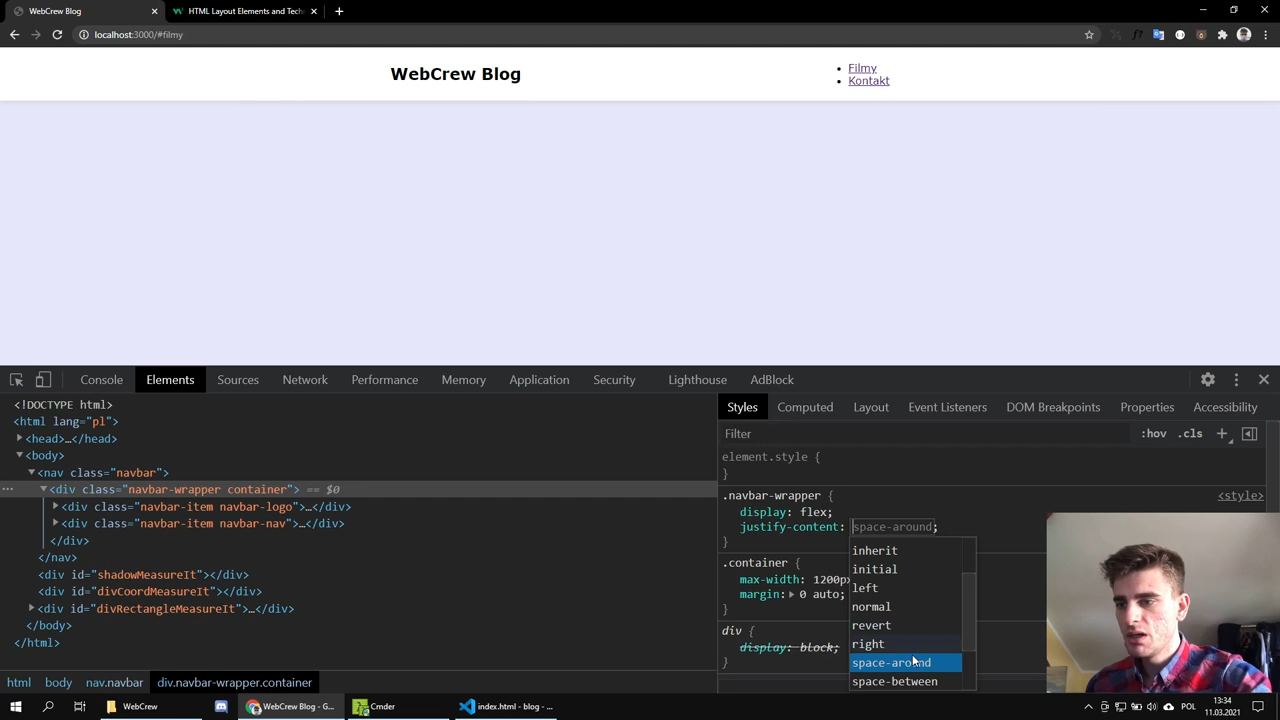 WebCrew Blog
HTML Layout Elements and Tech
localhost:3000/#filmy
WebCrew Blog
Filmy
Kontakt
Console
Elements
Sources
Network
Performance
Memory
Application
Security
Lighthouse
AdBlock
<!DOCTYPE html>
<html lang="pl">
<head>…</head>
<body>
<nav class="navbar">
<div class="navbar-wrapper container"> == $0
<div class="navbar-item navbar-logo">…</div>
<div class="navbar-item navbar-nav">…</div>
</div>
</nav>
<div id="shadowMeasureIt"></div>
<div id="divCoordMeasureIt"></div>
<div id="divRectangleMeasureIt">…</div>
</body>
</html>
html body nav.navbar div.navbar-wrapper.container
Styles Computed Layout Event Listeners DOM Breakpoints Properties Accessibility
Filter :hov .cls
element.style {
}
.navbar-wrapper { <style>
display: flex;
justify-content: space-around;
}
.container {
max-width: 1200px
margin: 0 auto;
}
div {
display: block;
}
inherit
initial
left
normal
revert
right
space-around
space-between
WebCrew
WebCrew Blog - G...
Cmder
index.html - blog - ...
POL
13:34
11.03.2021